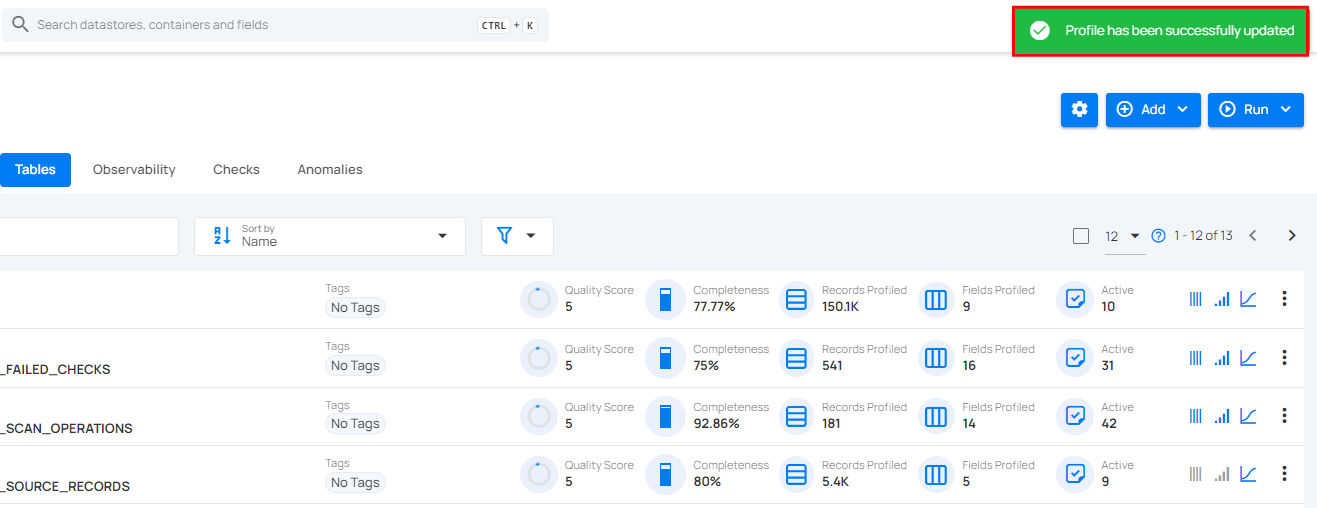 Search datastores, containers and fields
CTRL + K
Profile has been successfully updated
Add
Run
Tables
Observability
Checks
Anomalies
Sort by
Name
12
1 - 12 of 13
Tags
No Tags
Quality Score
5
Completeness
77.77%
Records Profiled
150.1K
Fields Profiled
9
Active
10
_FAILED_CHECKS
Tags
No Tags
Quality Score
5
Completeness
75%
Records Profiled
541
Fields Profiled
16
Active
31
_SCAN_OPERATIONS
Tags
No Tags
Quality Score
5
Completeness
92.86%
Records Profiled
181
Fields Profiled
14
Active
42
_SOURCE_RECORDS
Tags
No Tags
Quality Score
5
Completeness
80%
Records Profiled
5.4K
Fields Profiled
5
Active
9